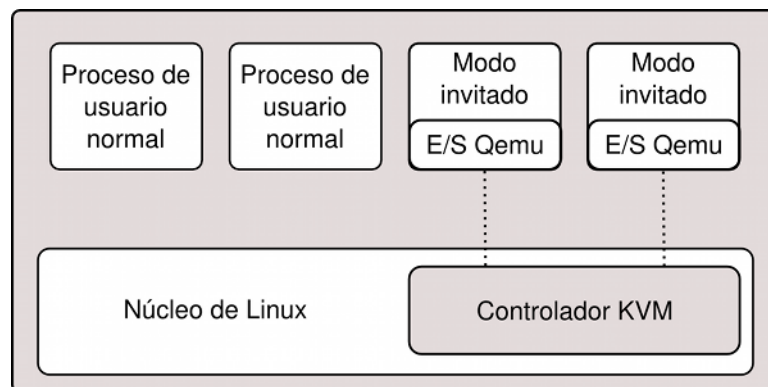 Proceso de
usuario
normal
Proceso de
usuario
normal
Modo
invitado
E/S Qemu
Modo
invitado
E/S Qemu
Núcleo de Linux
Controlador KVM